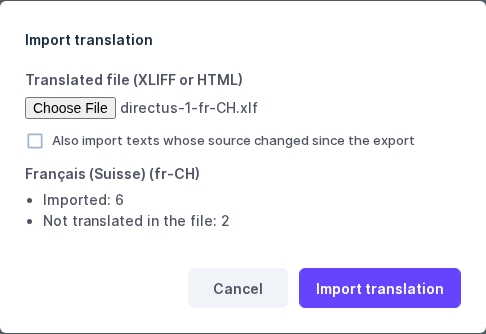 Import translation
Translated file (XLIFF or HTML)
Choose File directus-1-fr-CH.xlf
Also import texts whose source changed since the export
Français (Suisse) (fr-CH)
• Imported: 6
• Not translated in the file: 2
Cancel Import translation